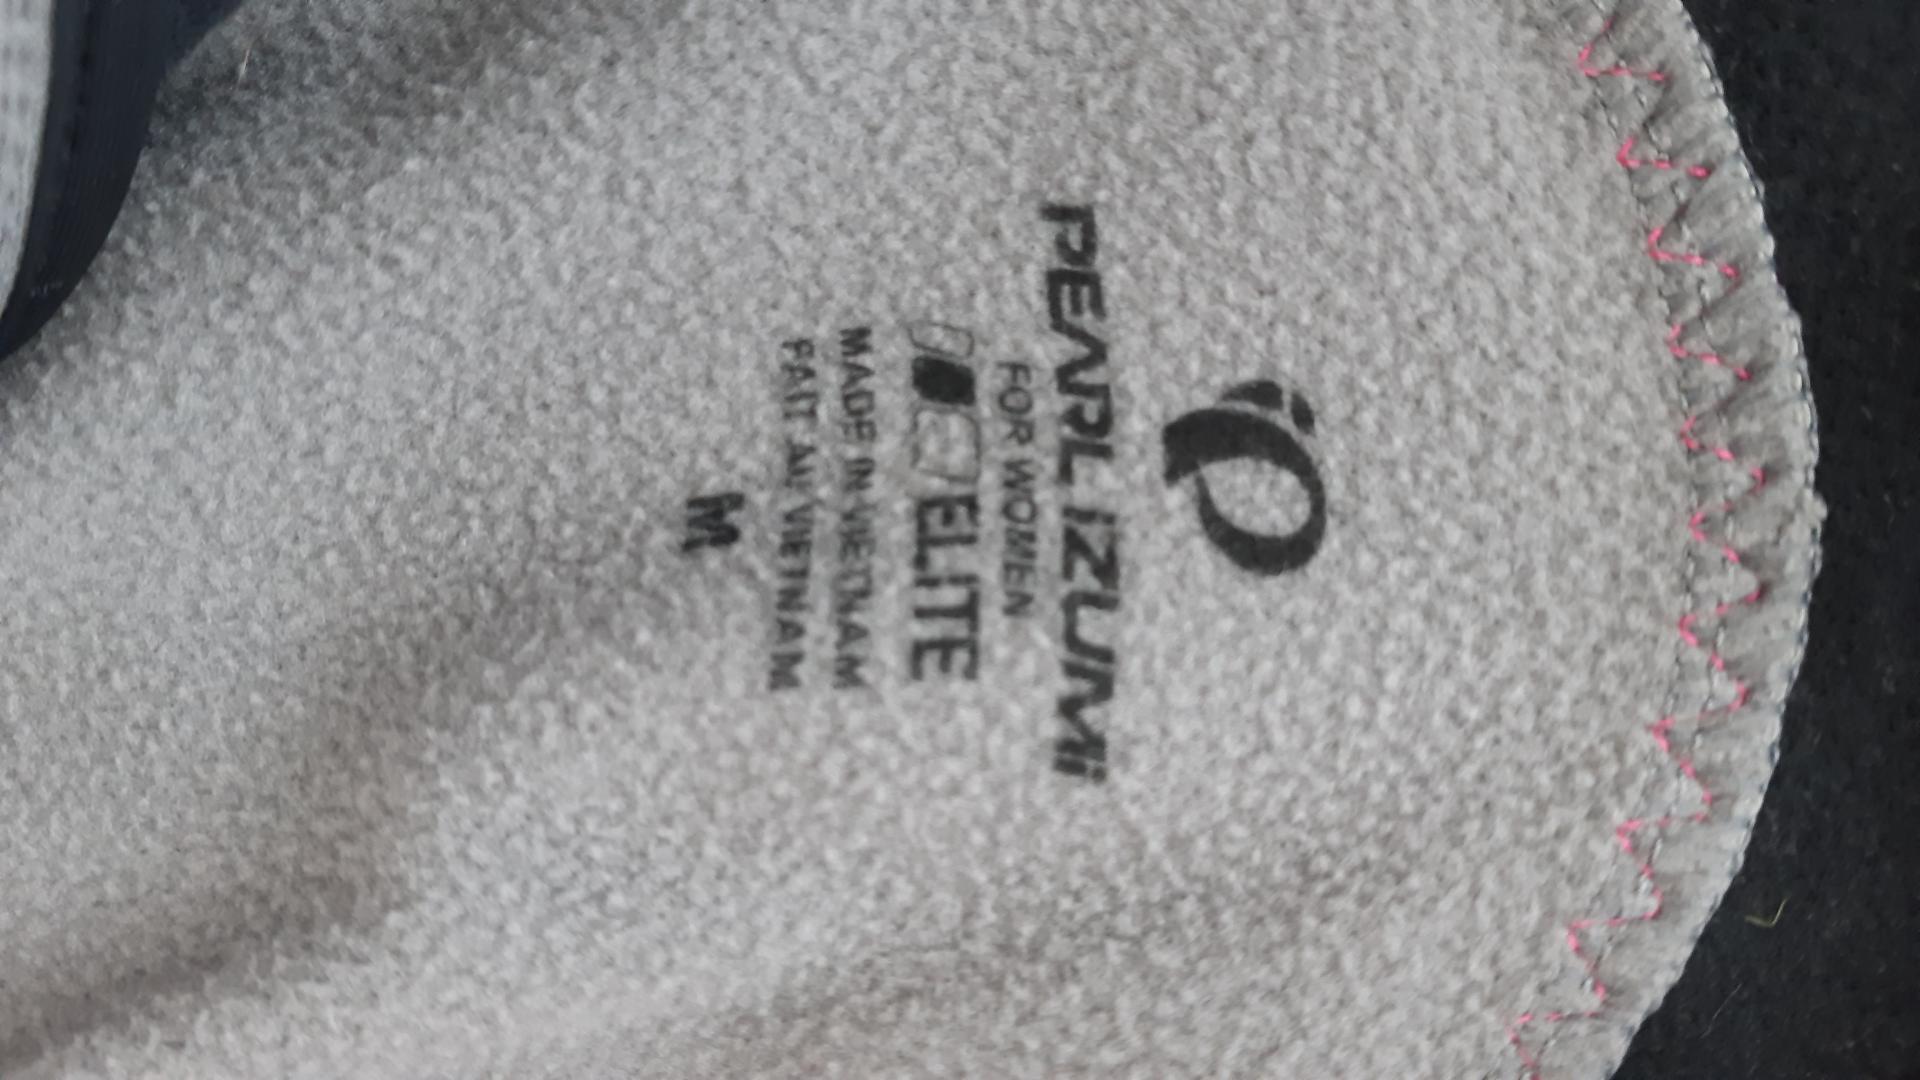 PEARL iZUMi
FOR WOMEN
ELITE
MADE IN VIETNAM
FAIT AU VIETNAM
M